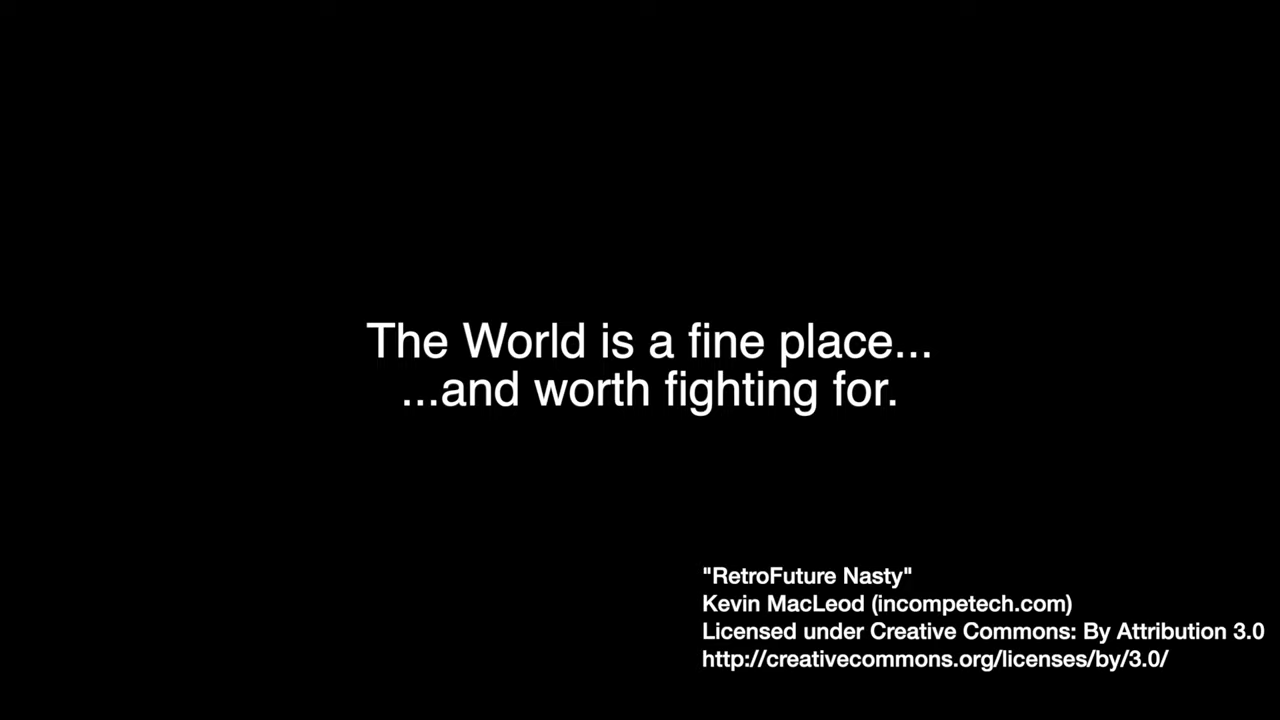 The World is a fine place...
...and worth fighting for.
"RetroFuture Nasty"
Kevin MacLeod (incompetech.com)
Licensed under Creative Commons: By Attribution 3.0
http://creativecommons.org/licenses/by/3.0/